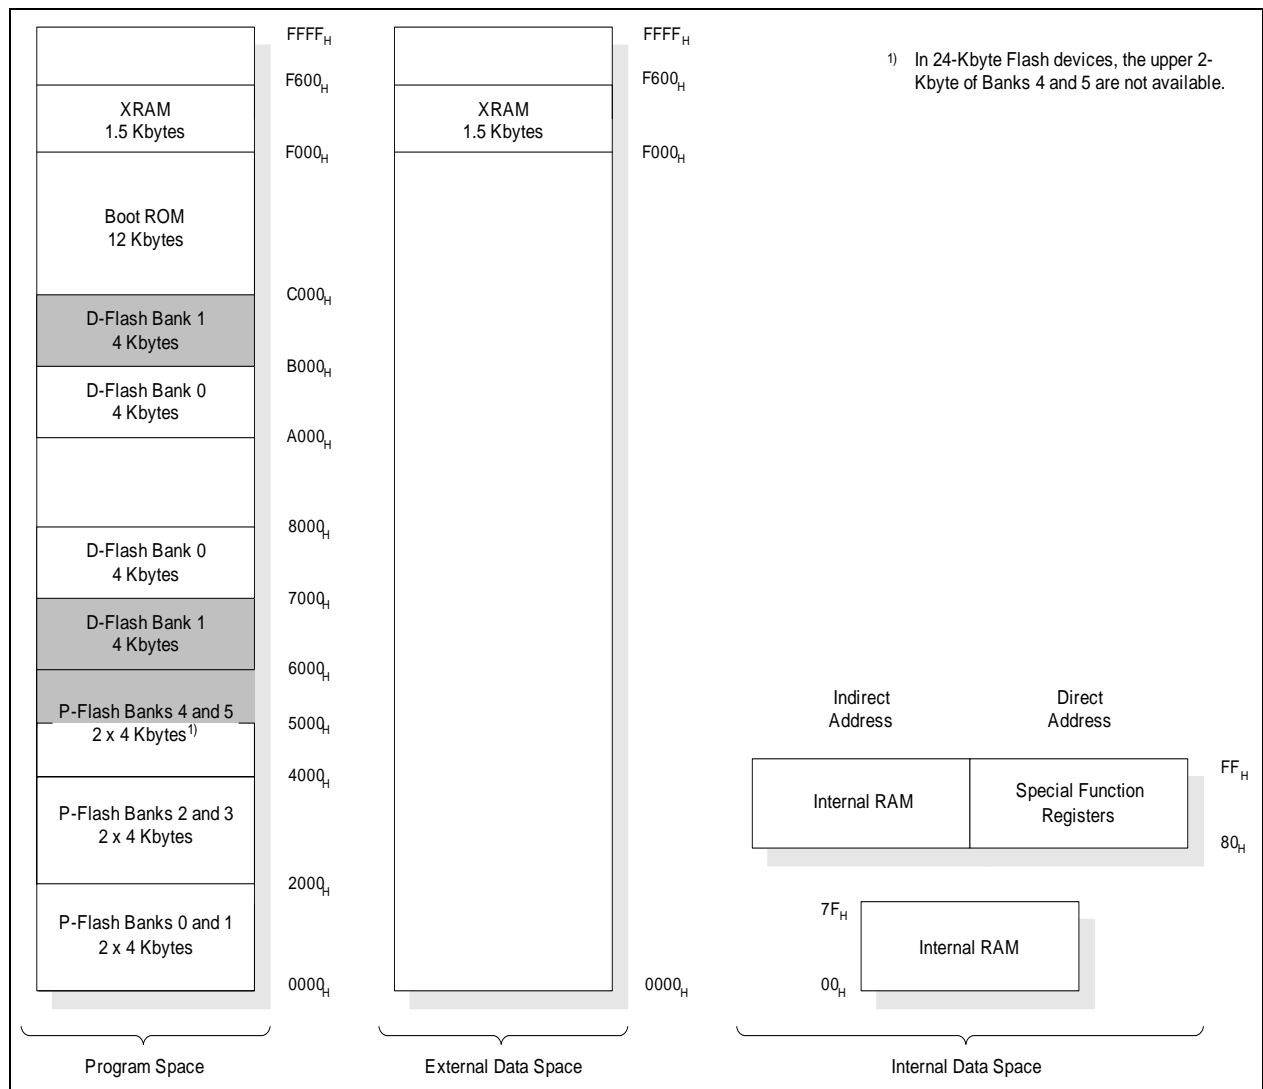 FFFFH
F600H
XRAM
1.5 Kbytes
F000H
Boot ROM
12 Kbytes
C000H
D-Flash Bank 1
4 Kbytes
B000H
D-Flash Bank 0
4 Kbytes
A000H
8000H
D-Flash Bank 0
4 Kbytes
7000H
D-Flash Bank 1
4 Kbytes
6000H
P-Flash Banks 4 and 5
2 x 4 Kbytes1)
5000H
4000H
P-Flash Banks 2 and 3
2 x 4 Kbytes
2000H
P-Flash Banks 0 and 1
2 x 4 Kbytes
0000H
Program Space
FFFFH
F600H
XRAM
1.5 Kbytes
F000H
0000H
External Data Space
1) In 24-Kbyte Flash devices, the upper 2-
Kbyte of Banks 4 and 5 are not available.
Indirect
Address
Direct
Address
Internal RAM
Special Function
Registers
FFH
80H
7FH
Internal RAM
00H
Internal Data Space